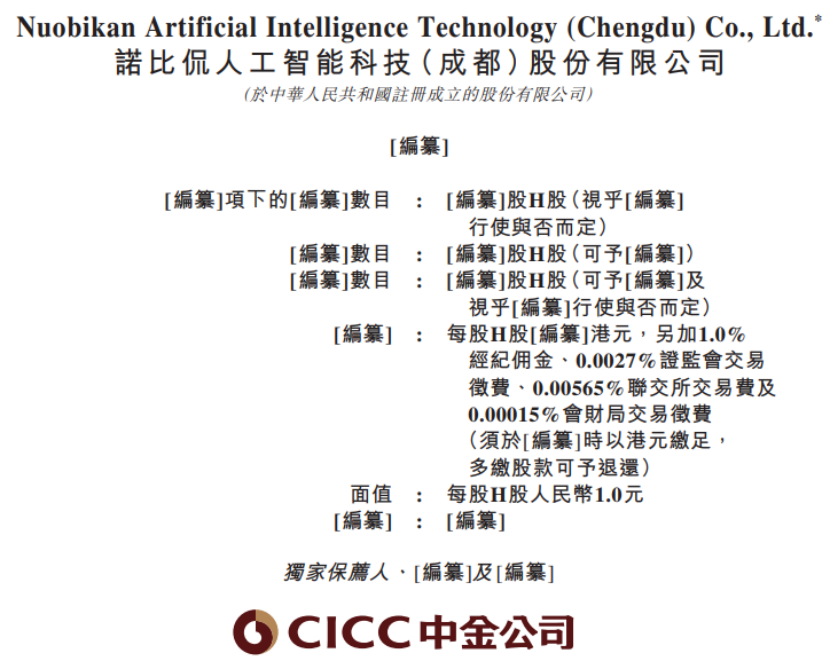 Nuobikan Artificial Intelligence Technology (Chengdu) Co., Ltd.*
諾比侃人工智能科技(成都)股份有限公司
(於中華人民共和國註冊成立的股份有限公司)
[編纂]
[編纂]項下的[編纂]數目 : [編纂]股H股(視乎[編纂]
行使與否而定)
[編纂]數目 : [編纂]股H股(可予[編纂])
[編纂]數目 : [編纂]股H股(可予[編纂]及
視乎[編纂]行使與否而定)
[編纂] : 每股H股[編纂]港元,另加1.0%
經紀佣金、0.0027%證監會交易
徵費、0.00565%聯交所交易費及
0.00015%會財局交易徵費
(須於[編纂]時以港元繳足,
多繳股款可予退還)
面值 : 每股H股人民幣1.0元
[編纂] : [編纂]
獨家保薦人、[編纂]及[編纂]
CICC中金公司